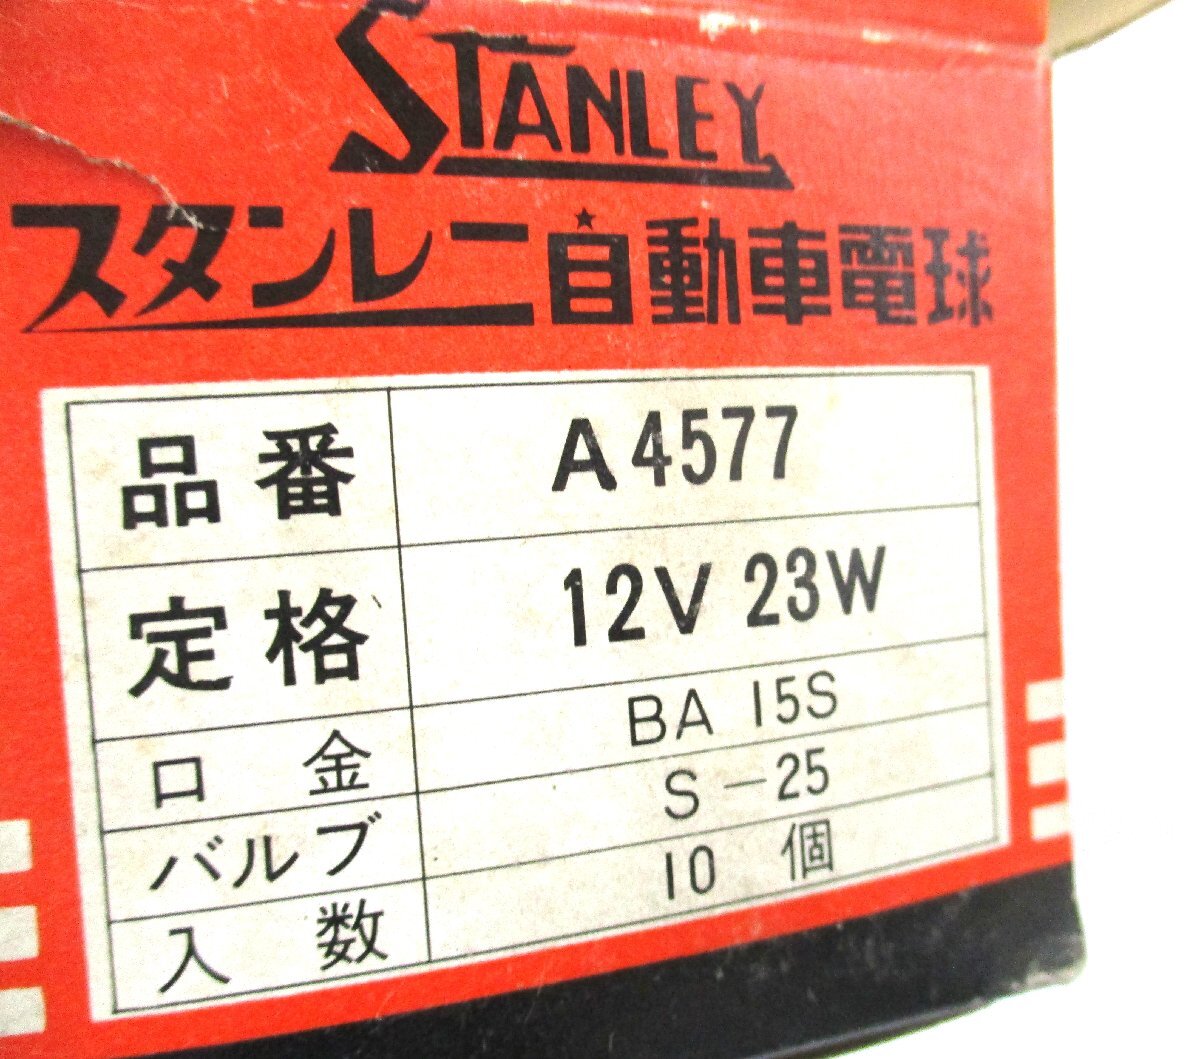 STANLEY
スタンレー自動車電球
品番 A4577
定格 12V 23W
口金 BA 15S
バルブ S-25
入数 10 個